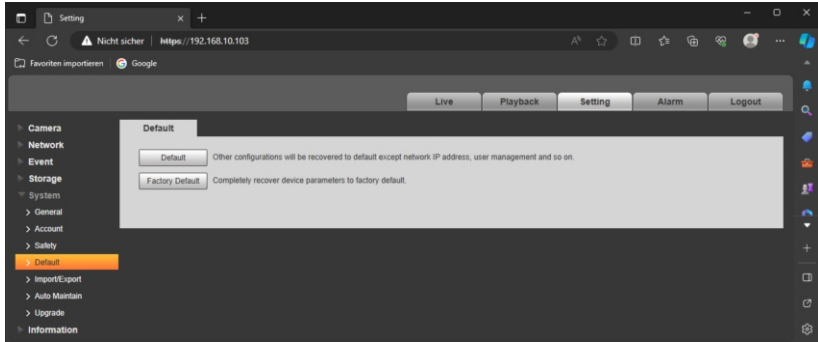 Setting
Nicht sicher https://192.168.10.103
Favoriten importieren Google
Live Playback Setting Alarm Logout
Camera
Network
Event
Storage
System
General
Account
Safety
Default
Import/Export
Auto Maintain
Upgrade
Information
Default
Default Other configurations will be recovered to default except network IP address, user management and so on.
Factory Default Completely recover device parameters to factory default.